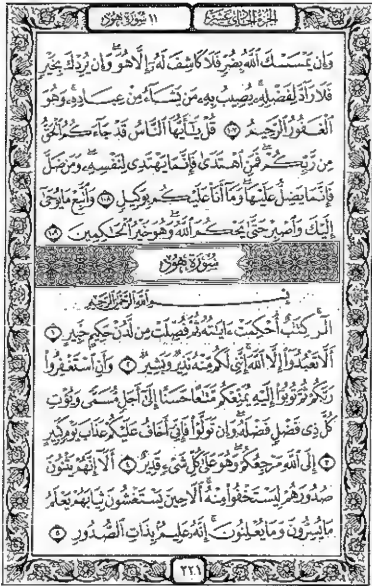 الجزء الحادى عشر
١١ سورة هود
وَإِن يَمْسَسْكَ ٱللَّهُ بِضُرٍّ فَلَا كَاشِفَ لَهُۥٓ إِلَّا هُوَ وَإِن يُرِدْكَ بِخَيْرٍ
فَلَا رَآدَّ لِفَضْلِهِۦ يُصِيبُ بِهِۦ مَن يَشَآءُ مِنْ عِبَادِهِۦ وَهُوَ
ٱلْغَفُورُ ٱلرَّحِيمُ ١٠٧ قُلْ يَٰٓأَيُّهَا ٱلنَّاسُ قَدْ جَآءَكُمُ ٱلْحَقُّ
مِن رَّبِّكُمْ فَمَنِ ٱهْتَدَىٰ فَإِنَّمَا يَهْتَدِى لِنَفْسِهِۦ وَمَن ضَلَّ
فَإِنَّمَا يَضِلُّ عَلَيْهَا وَمَآ أَنَا۠ عَلَيْكُم بِوَكِيلٍ ١٠٨ وَٱتَّبِعْ مَا يُوحَىٰٓ
إِلَيْكَ وَٱصْبِرْ حَتَّىٰ يَحْكُمَ ٱللَّهُ وَهُوَ خَيْرُ ٱلْحَٰكِمِينَ ١٠٩
سورة هود
بِسْمِ ٱللَّهِ ٱلرَّحْمَٰنِ ٱلرَّحِيمِ
الٓر كِتَٰبٌ أُحْكِمَتْ ءَايَٰتُهُۥ ثُمَّ فُصِّلَتْ مِن لَّدُنْ حَكِيمٍ خَبِيرٍ ١
أَلَّا تَعْبُدُوٓا۟ إِلَّا ٱللَّهَ إِنَّنِى لَكُم مِّنْهُ نَذِيرٌ وَبَشِيرٌ ٢ وَأَنِ ٱسْتَغْفِرُوا۟
رَبَّكُمْ ثُمَّ تُوبُوٓا۟ إِلَيْهِ يُمَتِّعْكُم مَّتَٰعًا حَسَنًا إِلَىٰٓ أَجَلٍ مُّسَمًّى وَيُؤْتِ
كُلَّ ذِى فَضْلٍ فَضْلَهُۥ وَإِن تَوَلَّوْا۟ فَإِنِّىٓ أَخَافُ عَلَيْكُمْ عَذَابَ يَوْمٍ كَبِيرٍ
٣ إِلَى ٱللَّهِ مَرْجِعُكُمْ وَهُوَ عَلَىٰ كُلِّ شَىْءٍ قَدِيرٌ ٤ أَلَآ إِنَّهُمْ يَثْنُونَ
صُدُورَهُمْ لِيَسْتَخْفُوا۟ مِنْهُ أَلَا حِينَ يَسْتَغْشُونَ ثِيَابَهُمْ يَعْلَمُ
مَا يُسِرُّونَ وَمَا يُعْلِنُونَ إِنَّهُۥ عَلِيمٌۢ بِذَاتِ ٱلصُّدُورِ ٥
٢٢١